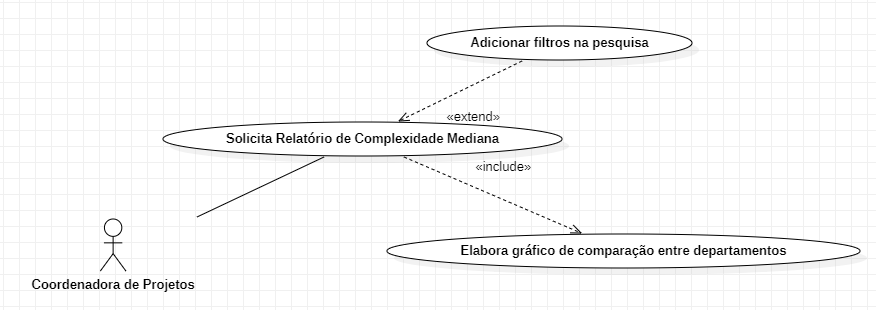 Adicionar filtros na pesquisa
«extend»
Solicita Relatório de Complexidade Mediana
«include»
Elabora gráfico de comparação entre departamentos
Coordenadora de Projetos